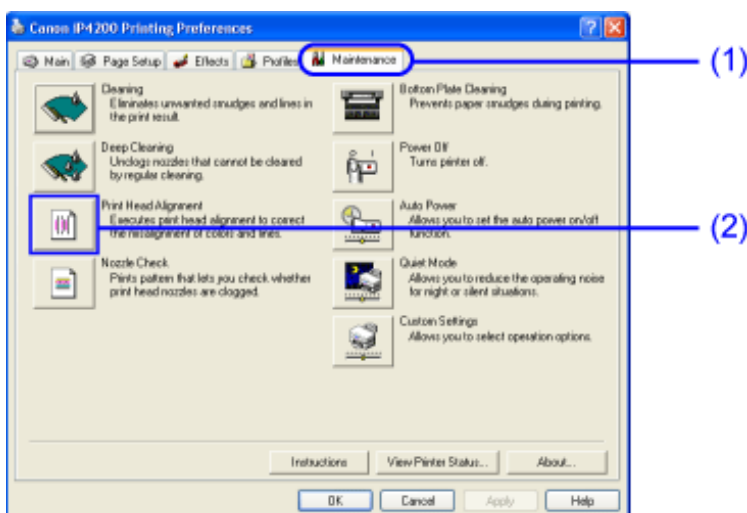 Canon iP4200 Printing Preferences
Main
Page Setup
Effects
Profiles
Maintenance
(1)
Cleaning
Eliminates unwanted smudges and lines in
the print result.
Bottom Plate Cleaning
Prevents paper smudges during printing.
Deep Cleaning
Unclogs nozzles that cannot be cleared
by regular cleaning.
Power Off
Turns printer off.
Print Head Alignment
Executes print head alignment to correct
the misalignment of colors and lines.
Auto Power
Allows you to set the auto power on/off
function.
(2)
Nozzle Check
Prints pattern that lets you check whether
print head nozzles are clogged.
Quiet Mode
Allows you to reduce the operating noise
for night or silent situations.
Custom Settings
Allows you to select operation options.
Instructions
View Printer Status...
About...
OK
Cancel
Apply
Help